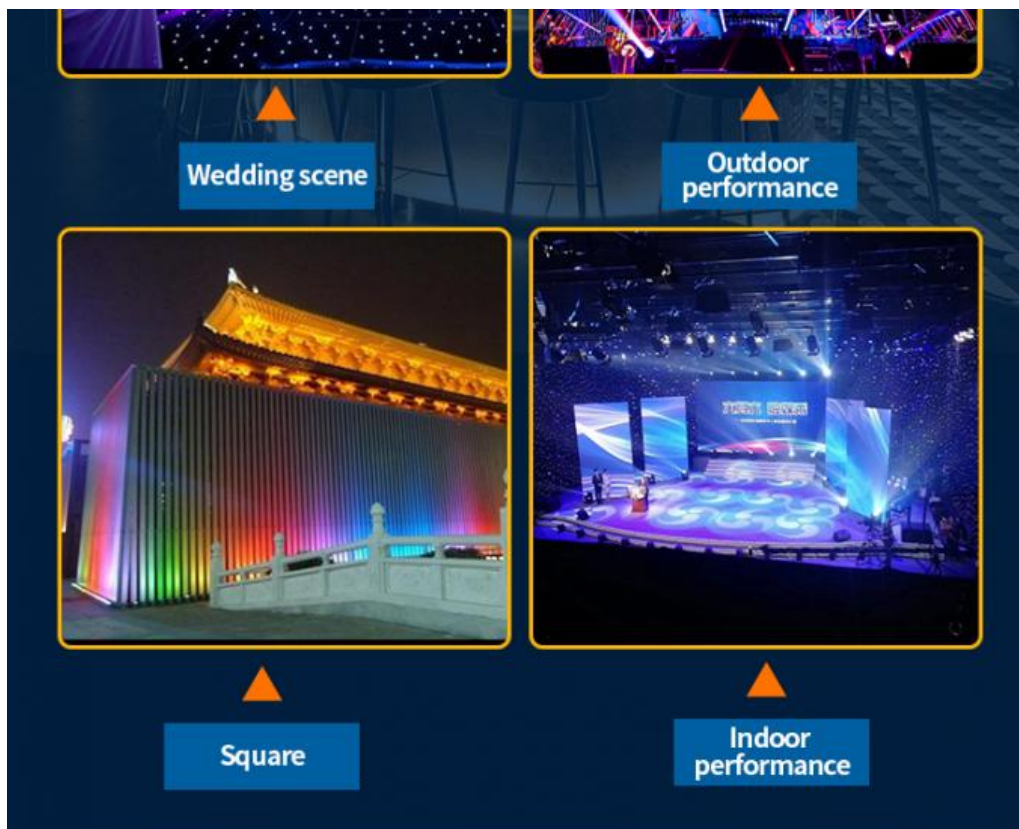 Wedding scene
Outdoor
performance
Square
Indoor
performance